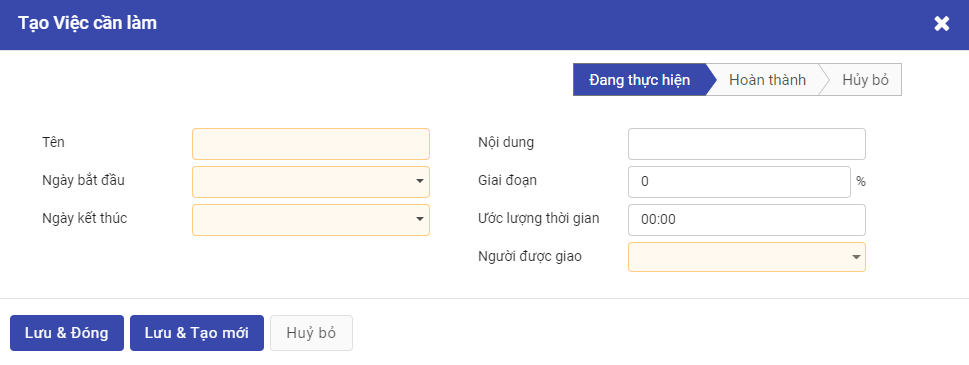 Tạo Việc cần làm
Đang thực hiện
Hoàn thành
Hủy bỏ
Tên
Nội dung
Ngày bắt đầu
Giai đoạn
0
%
Ngày kết thúc
Ước lượng thời gian
00:00
Người được giao
Lưu & Đóng
Lưu & Tạo mới
Huỷ bỏ